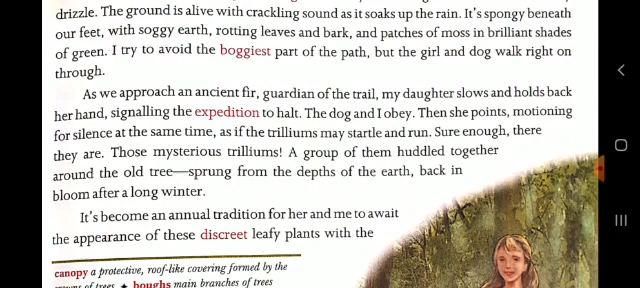 drizzle. The ground is alive with crackling sound as it soaks up the rain. It's spongy beneath
our feet, with soggy earth, rotting leaves and bark, and patches of moss in brilliant shades
of green. I try to avoid the boggiest part of the path, but the girl and dog walk right on
through.
As we approach an ancient fir, guardian of the trail, my daughter slows and holds back
her hand, signalling the expedition to halt. The dog and I obey. Then she points, motioning
for silence at the same time, as if the trilliums may startle and run. Sure enough, there
they are. Those mysterious trilliums! A group of them huddled together
around the old tree—sprung from the depths of the earth, back in
bloom after a long winter.
It's become an annual tradition for her and me to await
the appearance of these discreet leafy plants with the
canopy a protective, roof-like covering formed by the
of trees ✦ boughs main branches of trees